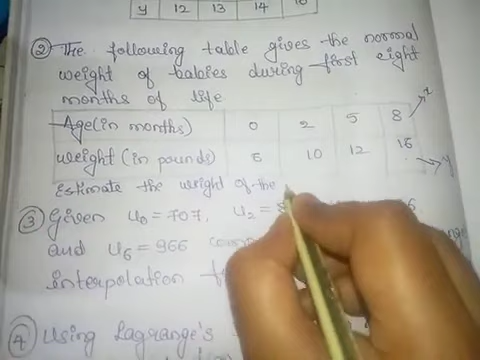 y 12 13 14 16
② The following table gives the normal
weight of babies during first eight
months of life
Age (in months) 0 2 5 8 x
weight (in pounds) 6 10 12 16 y
Estimate the weight of the
③ Given u₀ = 707, u₂ = 6
and u₆ = 966
interpolation
④ Using Lagrange's